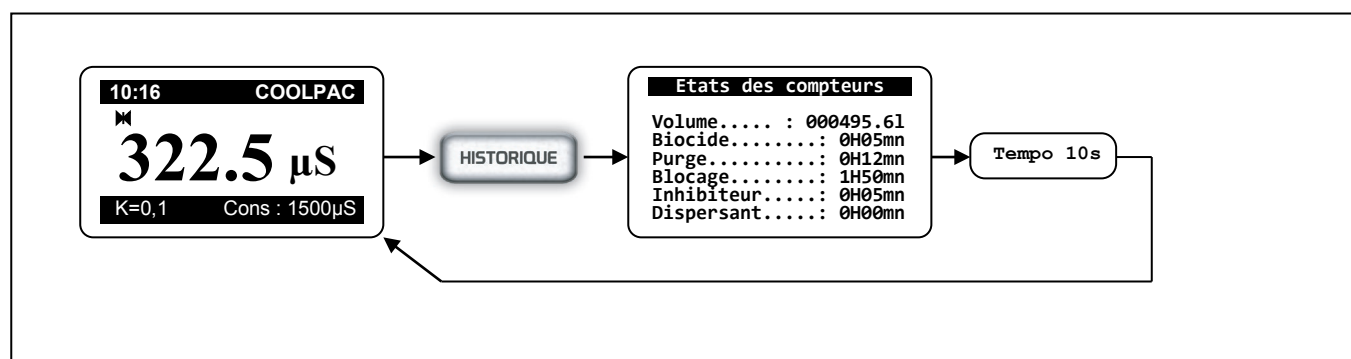 10:16 COOLPAC
322.5 µS
K=0,1 Cons : 1500µS
HISTORIQUE
Etats des compteurs
Volume..... : 000495.6l
Biocide........: 0H05mn
Purge..........: 0H12mn
Blocage........: 1H50mn
Inhibiteur.....: 0H05mn
Dispersant.....: 0H00mn
Tempo 10s